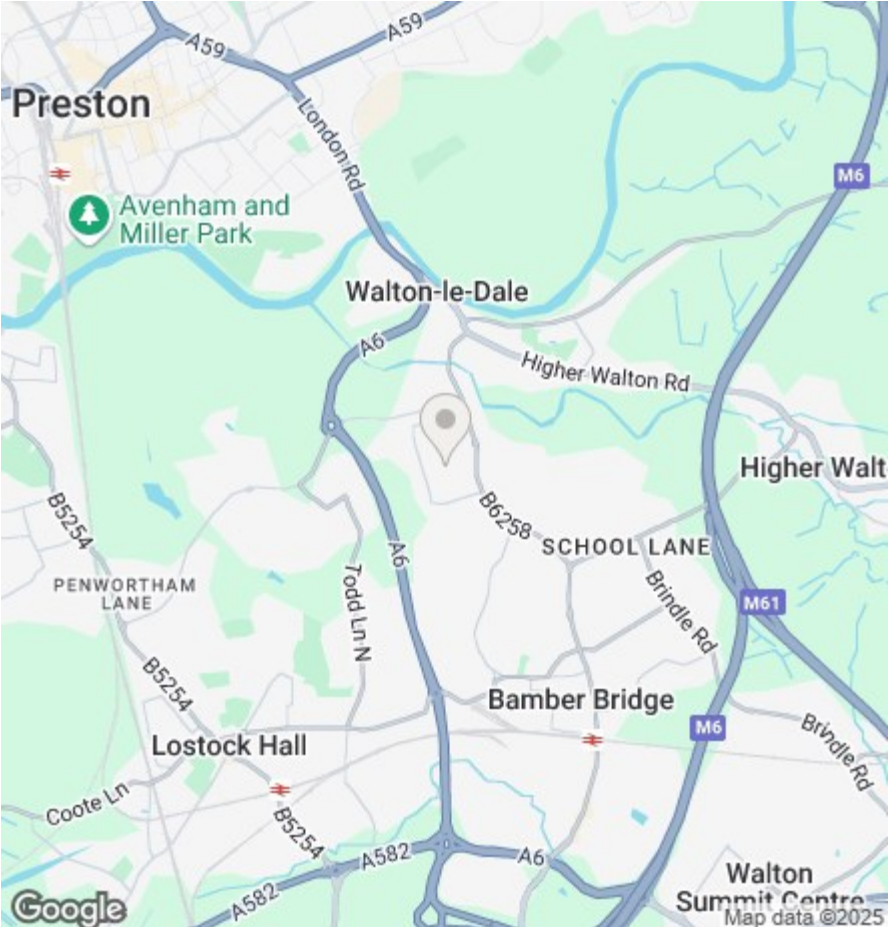 A59
A59
Preston
London Rd
M6
Avenham and
Miller Park
Walton-le-Dale
A6
Higher Walton Rd
Higher Walt
B5254
B6258
SCHOOL LANE
A6
Todd Ln N
PENWORTHAM
LANE
Brindle Rd
M61
B5254
Bamber Bridge
M6
Brindle Rd
Lostock Hall
Coote Ln
B5254
A582
A6
A582
Walton
Summit Centre
Google
Map data ©2025